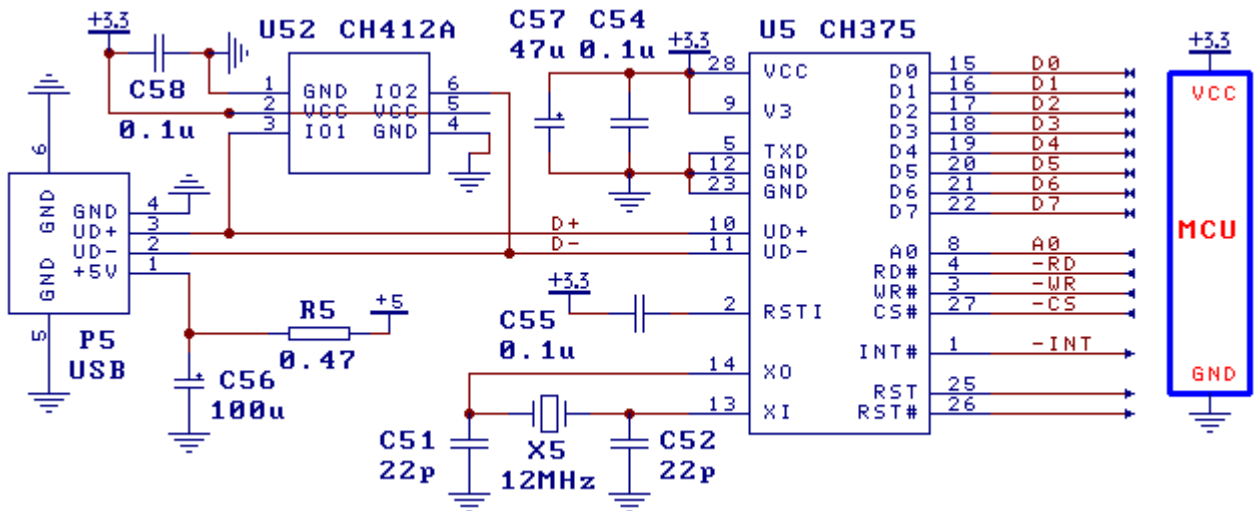 +3.3
U52 CH412A
C58
0.1u
1 GND IO2 6
2 VCC VCC 5
3 IO1 GND 4
6
GND
GND
GND 4
UD+ 3
UD- 2
+5V 1
5
P5
USB
R5
0.47
+5
C56
100u
C57 C54
47u 0.1u
+3.3
D+
D-
+3.3
C55
0.1u
C51
22p
X5
12MHz
C52
22p
U5 CH375
28 VCC D0 15 D0
D1 16 D1
9 V3 D2 17 D2
D3 18 D3
5 TXD D4 19 D4
12 GND D5 20 D5
23 GND D6 21 D6
D7 22 D7
10 UD+
11 UD- A0 8 A0
RD# 4 -RD
WR# 3 -WR
2 RSTI CS# 27 -CS
INT# 1 -INT
14 XO
RST 25
13 XI RST# 26
+3.3
VCC
MCU
GND